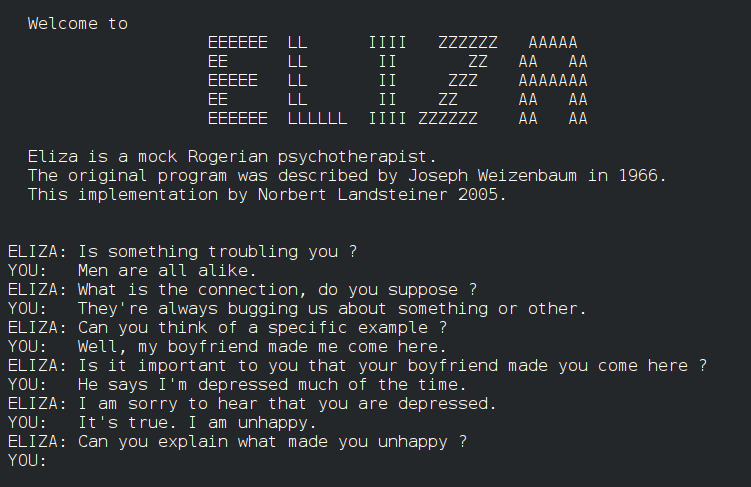 Welcome to
EEEEEE  LL      IIII   ZZZZZZ   AAAAA
EE      LL       II       ZZ   AA   AA
EEEEE   LL       II     ZZZ    AAAAAAA
EE      LL       II    ZZ      AA   AA
EEEEEE  LLLLLL  IIII ZZZZZZ    AA   AA
Eliza is a mock Rogerian psychotherapist.
The original program was described by Joseph Weizenbaum in 1966.
This implementation by Norbert Landsteiner 2005.
ELIZA: Is something troubling you ?
YOU:   Men are all alike.
ELIZA: What is the connection, do you suppose ?
YOU:   They're always bugging us about something or other.
ELIZA: Can you think of a specific example ?
YOU:   Well, my boyfriend made me come here.
ELIZA: Is it important to you that your boyfriend made you come here ?
YOU:   He says I'm depressed much of the time.
ELIZA: I am sorry to hear that you are depressed.
YOU:   It's true. I am unhappy.
ELIZA: Can you explain what made you unhappy ?
YOU: